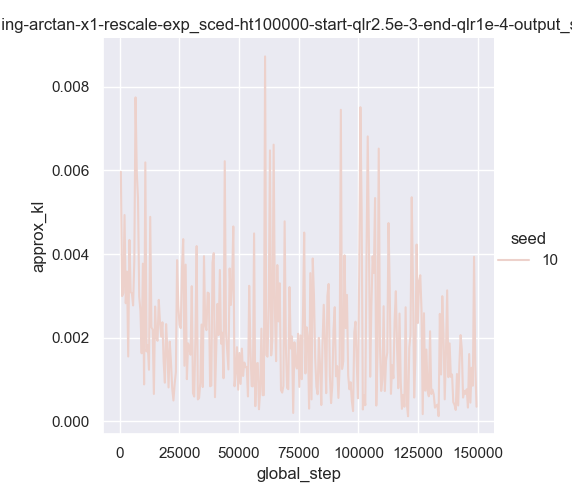 ing-arctan-x1-rescale-exp_sced-ht100000-start-qlr2.5e-3-end-qlr1e-4-output_s
0.008
0.006
0.004
0.002
0.000
approx_kl
0 25000 50000 75000 100000 125000 150000
global_step
seed
10